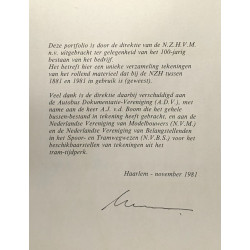 Deze portfolio is door de direktie van de N.Z.H.V.M.
n.v. uitgebracht ter gelegenheid van het 100-jarig
bestaan van het bedrijf.
Het betreft hier een unieke verzameling tekeningen
van het rollend materieel dat bij de NZH tussen
1881 en 1981 in gebruik is (geweest).
Veel dank is de direktie daarbij verschuldigd aan
de Autobus Dokumentatie-Vereniging (A.D.V.), met
name aan de heer A.J. v.d. Boom die het gehele
bussen-bestand in tekening heeft gebracht, en aan de
Nederlandse Vereniging van Modelbouwers (N.V.M.)
en de Nederlandse Vereniging van Belangstellenden
in het Spoor- en Tramwegwezen (N.V.B.S.) voor het
beschikbaarstellen van tekeningen uit het
tram-tijdperk.
Haarlem - november 1981